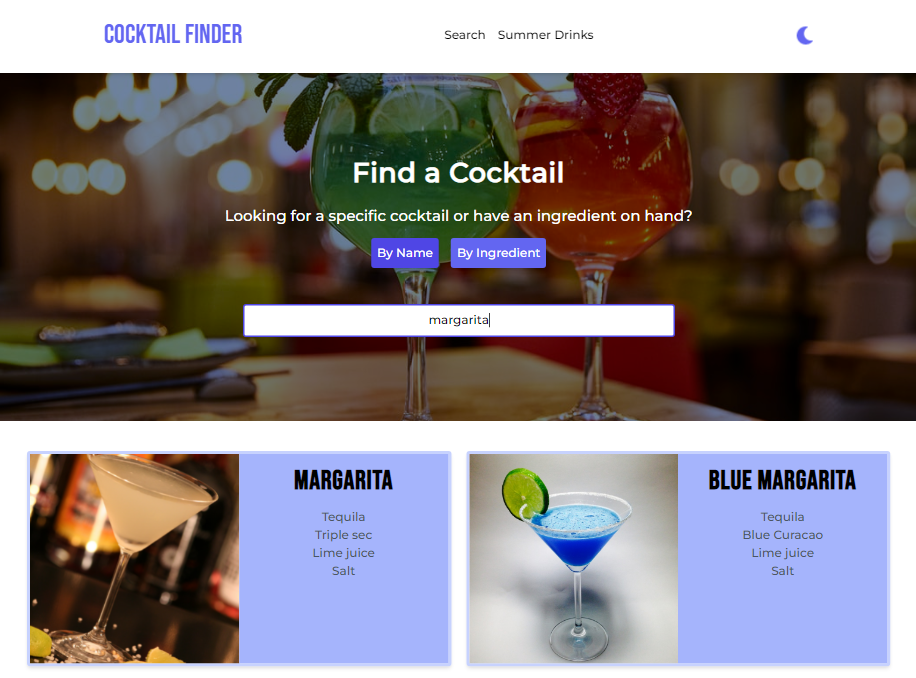 COCKTAIL FINDER
Search Summer Drinks
Find a Cocktail
Looking for a specific cocktail or have an ingredient on hand?
By Name By Ingredient
margarita
MARGARITA
Tequila
Triple sec
Lime juice
Salt
BLUE MARGARITA
Tequila
Blue Curacao
Lime juice
Salt